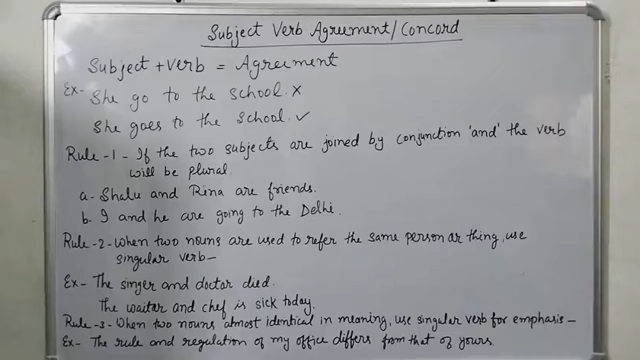 Subject Verb Agreement/Concord
Subject + Verb = Agreement
Ex- She go to the school. ×
She goes to the school. ✓
Rule-1- If the two subjects are joined by conjunction 'and' the verb
will be plural.
a. Shalu and Rina are friends.
b. I and he are going to the Delhi.
Rule-2- When two nouns are used to refer the same person or thing, use
singular verb-
Ex- The singer and doctor died.
The waiter and chef is sick today.
Rule-3- When two nouns almost identical in meaning, use singular verb for emphasis-
Ex- The rule and regulation of my office differs from that of yours.